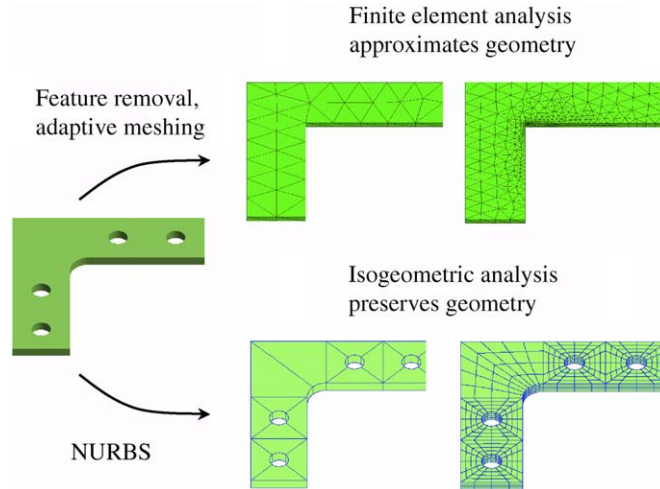 Finite element analysis
approximates geometry
Feature removal,
adaptive meshing
Isogeometric analysis
preserves geometry
NURBS